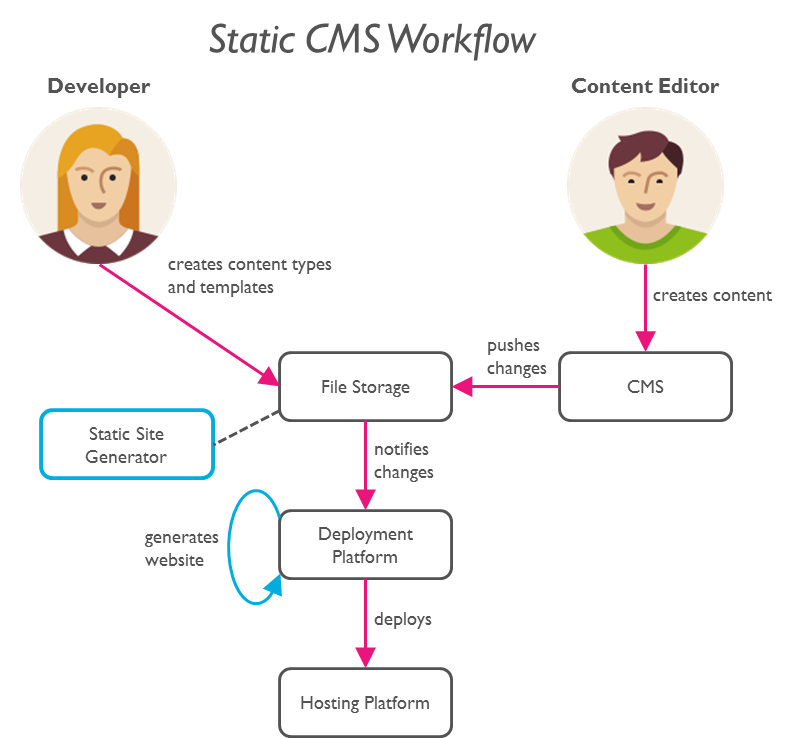 Static CMS Workflow
Developer
Content Editor
creates content types
and templates
creates content
pushes
changes
File Storage
CMS
Static Site
Generator
notifies
changes
generates
website
Deployment
Platform
deploys
Hosting Platform